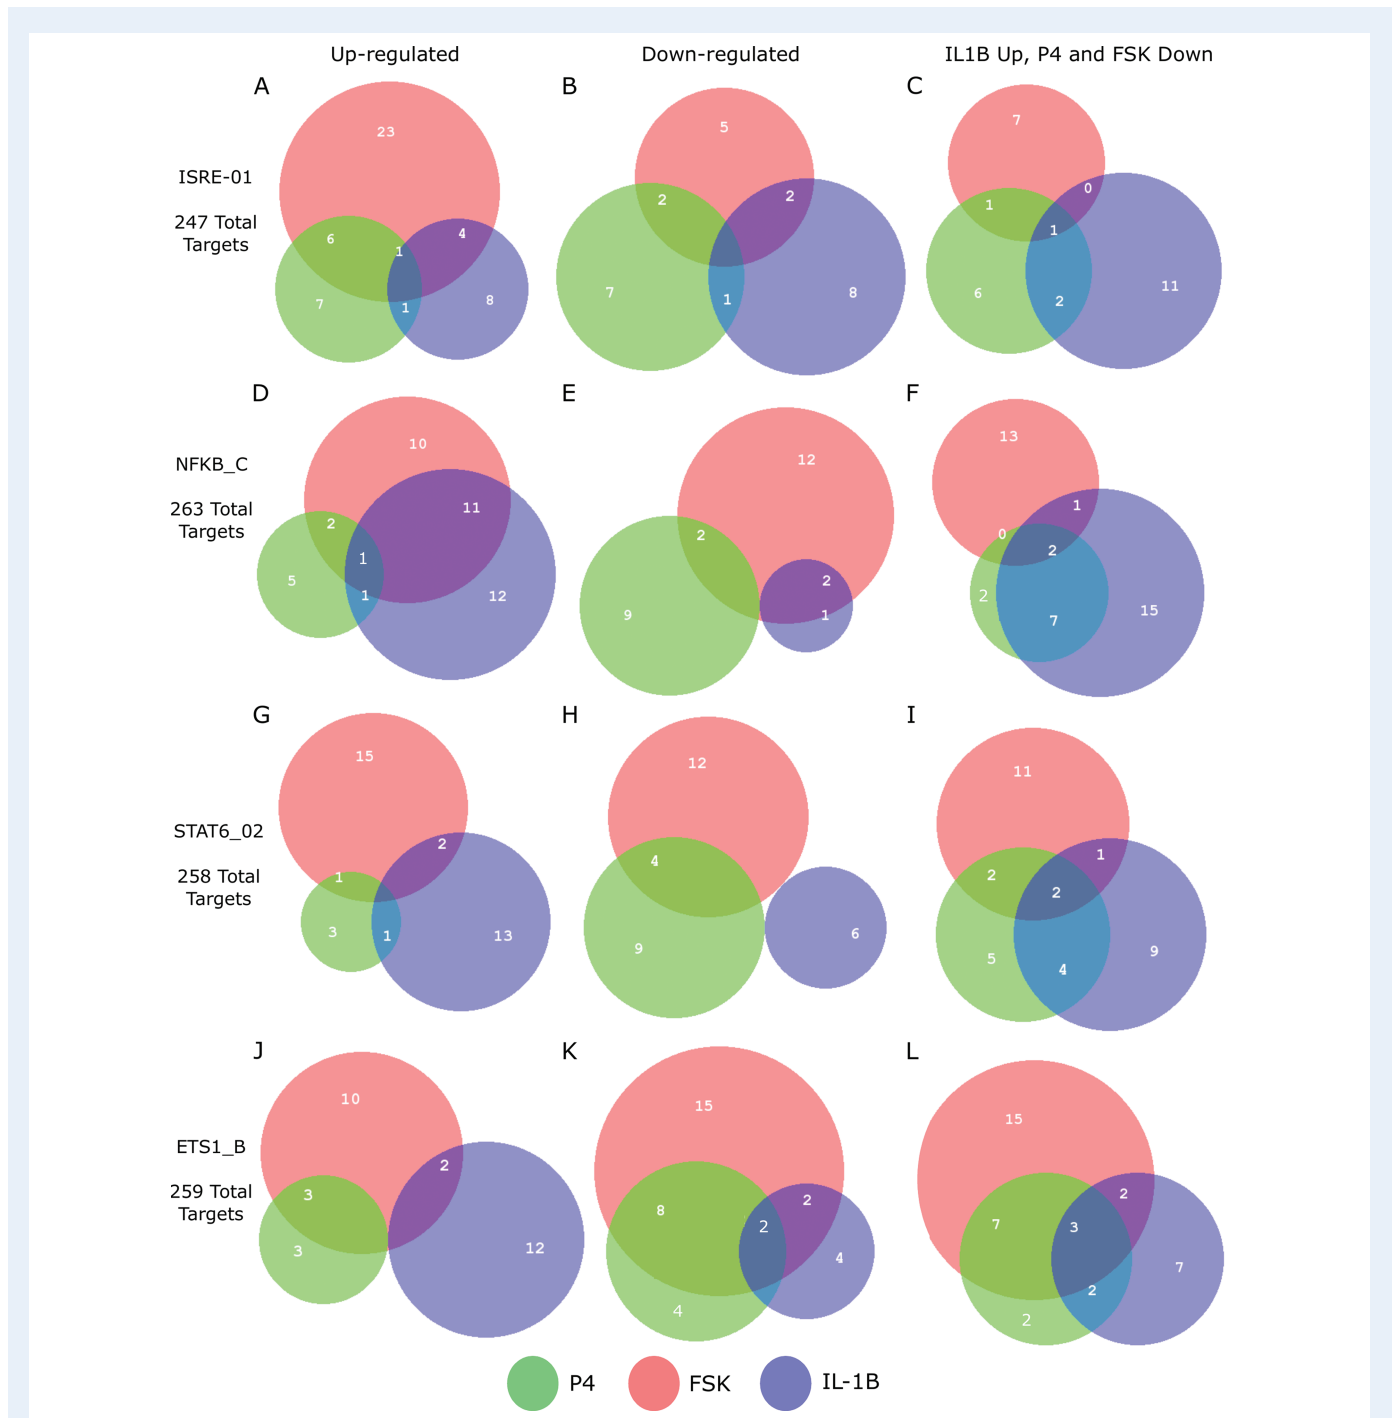 Up-regulated
Down-regulated
IL1B Up, P4 and FSK Down
A
B
C
ISRE-01
247 Total
Targets
23
6
1
4
7
1
8
5
2
2
7
1
8
7
0
1
1
6
2
11
D
E
F
NFKB_C
263 Total
Targets
10
11
2
1
5
1
12
12
2
2
9
1
13
1
0
2
2
7
15
G
H
I
STAT6_02
258 Total
Targets
15
2
1
3
1
13
12
4
9
6
11
1
2
2
5
4
9
J
K
L
ETS1_B
259 Total
Targets
10
2
3
3
12
15
8
2
2
4
4
15
2
7
3
7
2
2
P4
FSK
IL-1B